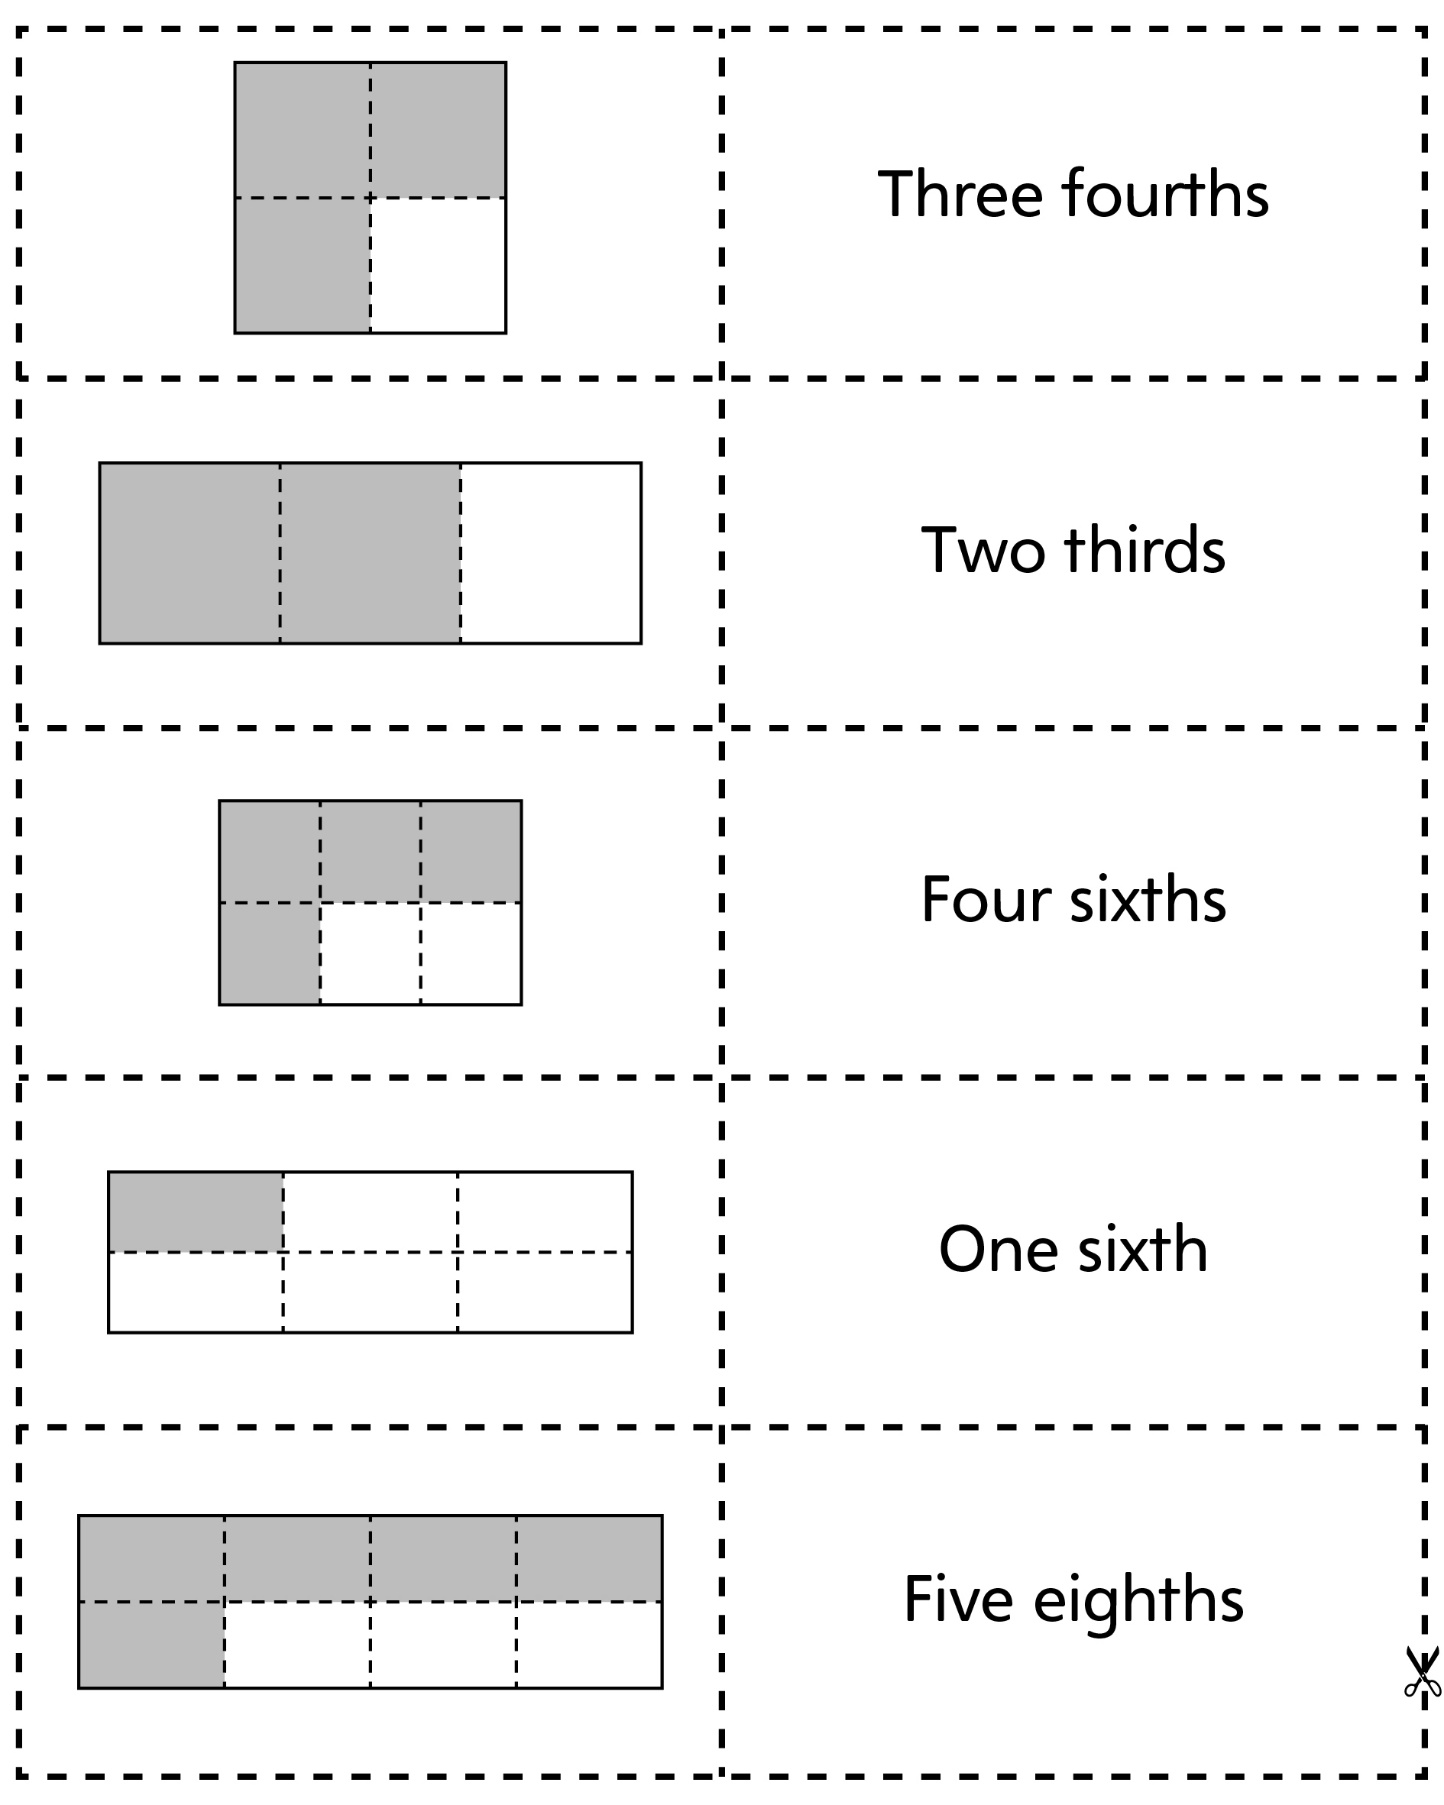 Three fourths
Two thirds
Four sixths
One sixth
Five eighths